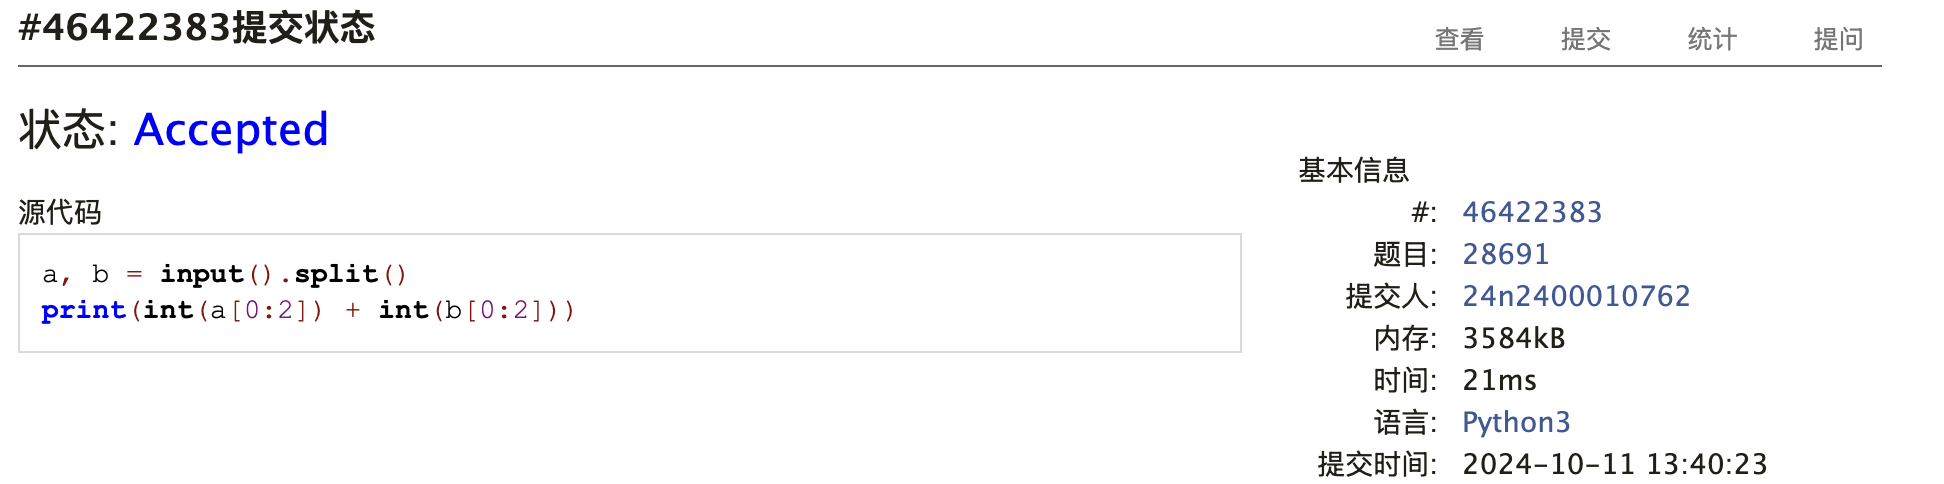 #46422383提交状态
查看 提交 统计 提问
状态: Accepted
源代码
a, b = input().split()
print(int(a[0:2]) + int(b[0:2]))
基本信息
#: 46422383
题目: 28691
提交人: 24n2400010762
内存: 3584kB
时间: 21ms
语言: Python3
提交时间: 2024-10-11 13:40:23